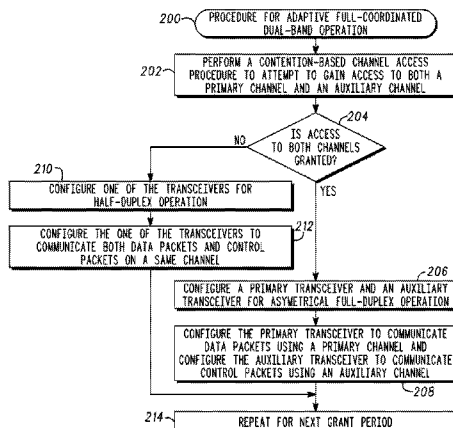 200
PROCEDURE FOR ADAPTIVE FULL-COORDINATED
DUAL-BAND OPERATION
202
PERFORM A CONTENTION-BASED CHANNEL ACCESS
PROCEDURE TO ATTEMPT TO GAIN ACCESS TO BOTH A
PRIMARY CHANNEL AND AN AUXILIARY CHANNEL
204
IS ACCESS
TO BOTH CHANNELS
GRANTED?
NO
YES
210
CONFIGURE ONE OF THE TRANSCEIVERS FOR
HALF-DUPLEX OPERATION
212
CONFIGURE THE ONE OF THE TRANSCEIVERS TO
COMMUNICATE BOTH DATA PACKETS AND CONTROL
PACKETS ON A SAME CHANNEL
206
CONFIGURE A PRIMARY TRANSCEIVER AND AN AUXILIARY
TRANSCEIVER FOR ASYMETRICAL FULL-DUPLEX OPERATION
CONFIGURE THE PRIMARY TRANSCEIVER TO COMMUNICATE
DATA PACKETS USING A PRIMARY CHANNEL AND
CONFIGURE THE AUXILIARY TRANSCEIVER TO COMMUNICATE
CONTROL PACKETS USING AN AUXILIARY CHANNEL
208
214
REPEAT FOR NEXT GRANT PERIOD